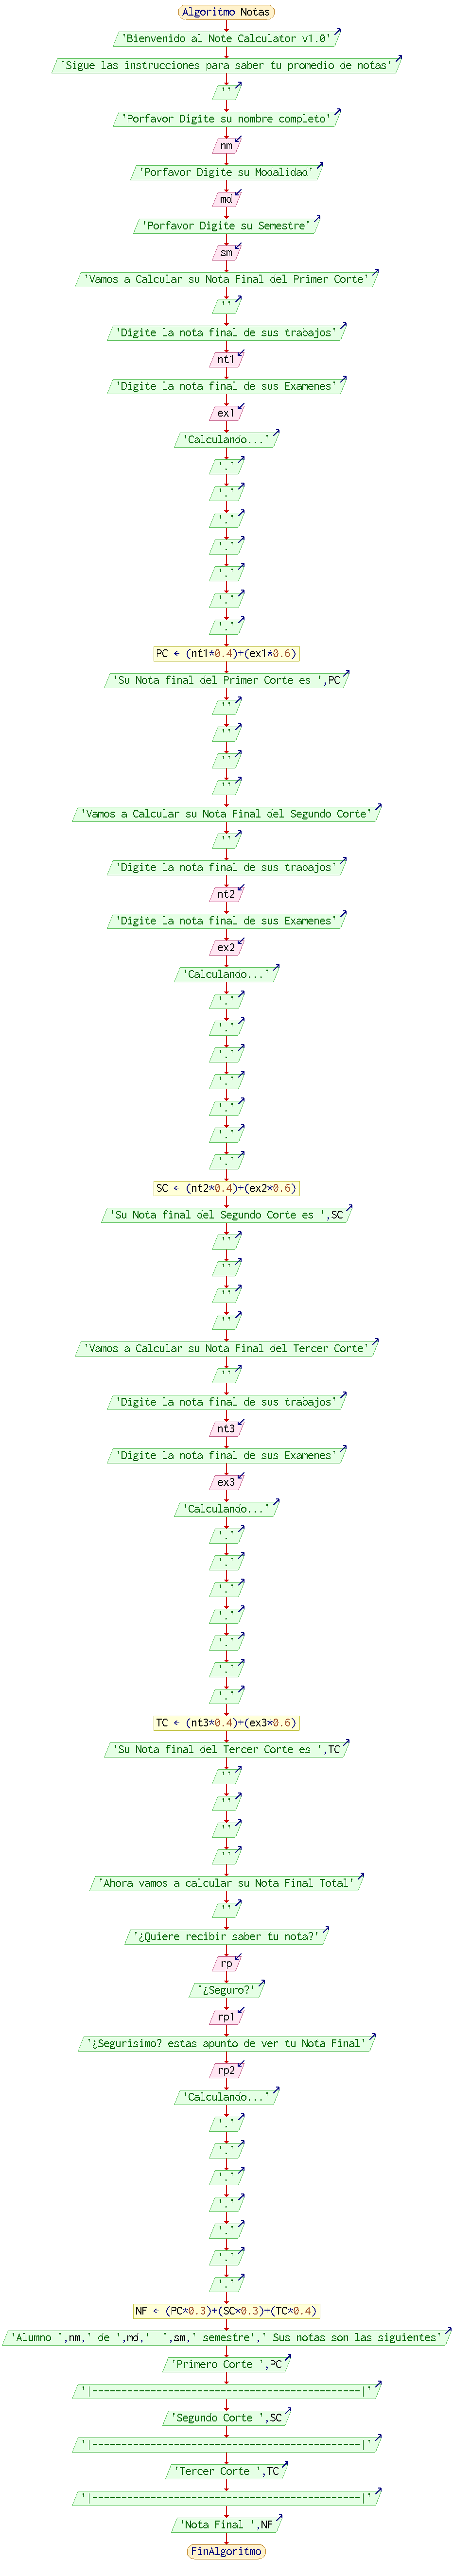 Algoritmo Notas
'Bienvenido al Note Calculator v1.0'
'Sigue las instrucciones para saber tu promedio de notas'
''
'Porfavor Digite su nombre completo'
nm
'Porfavor Digite su Modalidad'
md
'Porfavor Digite su Semestre'
sm
'Vamos a Calcular su Nota Final del Primer Corte'
''
'Digite la nota final de sus trabajos'
nt1
'Digite la nota final de sus Examenes'
ex1
'Calculando...'
'.'
'.'
'.'
'.'
'.'
'.'
'.'
PC ← (nt1*0.4)+(ex1*0.6)
'Su Nota final del Primer Corte es ',PC
''
''
''
''
'Vamos a Calcular su Nota Final del Segundo Corte'
''
'Digite la nota final de sus trabajos'
nt2
'Digite la nota final de sus Examenes'
ex2
'Calculando...'
'.'
'.'
'.'
'.'
'.'
'.'
'.'
SC ← (nt2*0.4)+(ex2*0.6)
'Su Nota final del Segundo Corte es ',SC
''
''
''
''
'Vamos a Calcular su Nota Final del Tercer Corte'
''
'Digite la nota final de sus trabajos'
nt3
'Digite la nota final de sus Examenes'
ex3
'Calculando...'
'.'
'.'
'.'
'.'
'.'
'.'
'.'
TC ← (nt3*0.4)+(ex3*0.6)
'Su Nota final del Tercer Corte es ',TC
''
''
''
''
'Ahora vamos a calcular su Nota Final Total'
''
'¿Quiere recibir saber tu nota?'
rp
'¿Seguro?'
rp1
'¿Segurisimo? estas apunto de ver tu Nota Final'
rp2
'Calculando...'
'.'
'.'
'.'
'.'
'.'
'.'
'.'
NF ← (PC*0.3)+(SC*0.3)+(TC*0.4)
'Alumno ',nm,' de ',md,'  ',sm,' semestre',' Sus notas son las siguientes'
'Primero Corte ',PC
'|----------------------------------------------|'
'Segundo Corte ',SC
'|----------------------------------------------|'
'Tercer Corte ',TC
'|----------------------------------------------|'
'Nota Final ',NF
FinAlgoritmo